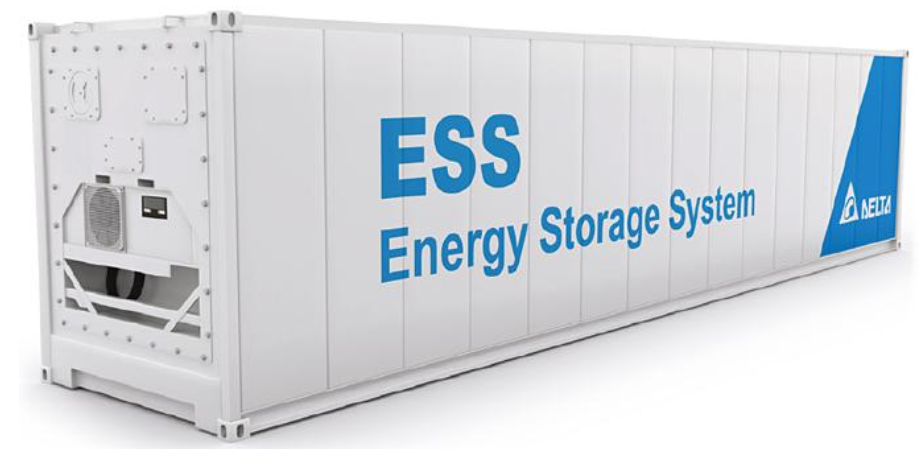 ESS
Energy Storage System
DELTA